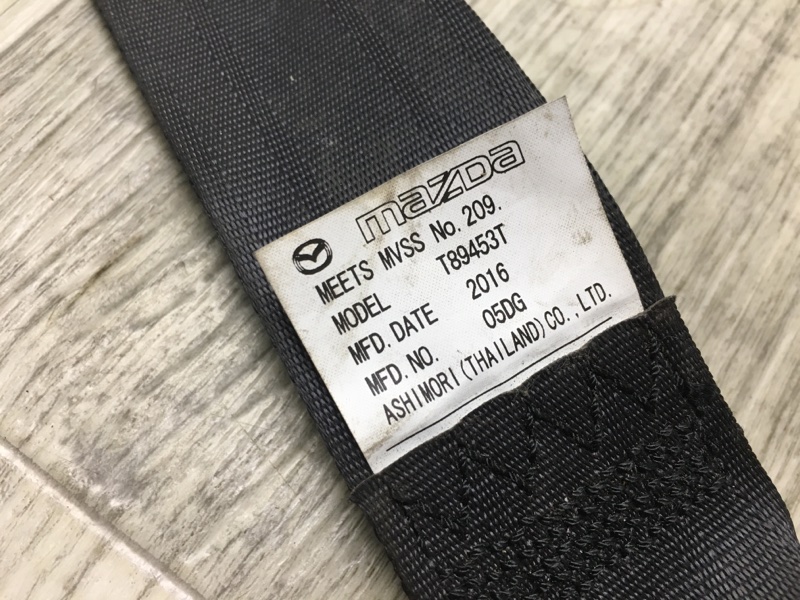 mazda
MEETS MVSS No. 209.
MODEL T89453T
MFD. DATE 2016
MFD. NO. 05DG
ASHIMORI (THAILAND) CO., LTD.